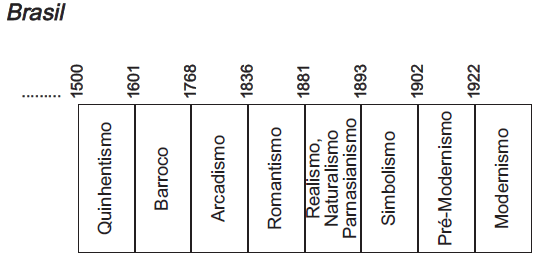 Brasil
.........
1500
1601
1768
1836
1881
1893
1902
1922
Quinhentismo
Barroco
Arcadismo
Romantismo
Realismo,
Naturalismo
Parnasianismo
Simbolismo
Pré-Modernismo
Modernismo